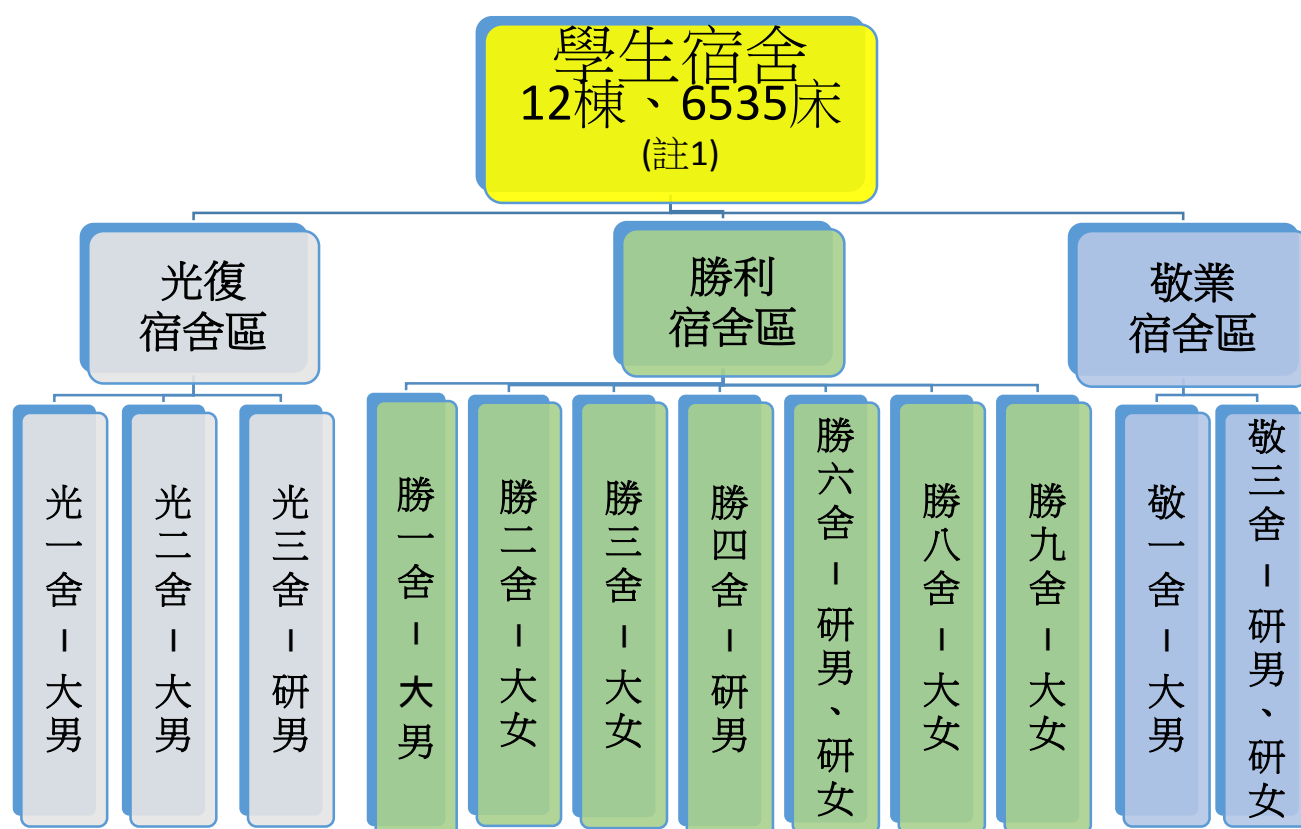 學生宿舍
12棟、6535床
(註1)
光復
宿舍區
勝利
宿舍區
敬業
宿舍區
光一舍-大男
光二舍-大男
光三舍-研男
勝一舍-大男
勝二舍-大女
勝三舍-大女
勝四舍-研男
勝六舍-研男、研女
勝八舍-大女
勝九舍-大女
敬一舍-大男
敬三舍-研男、研女